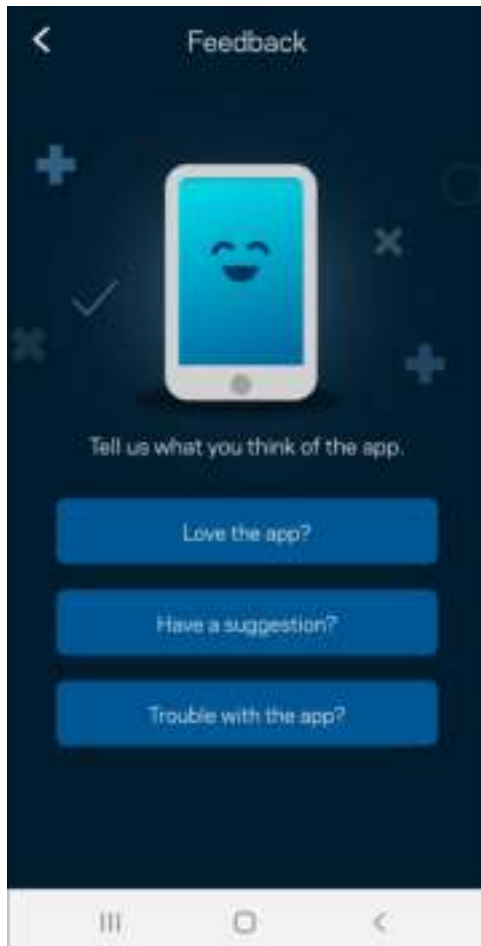 Feedback
Tell us what you think of the app.
Love the app?
Have a suggestion?
Trouble with the app?